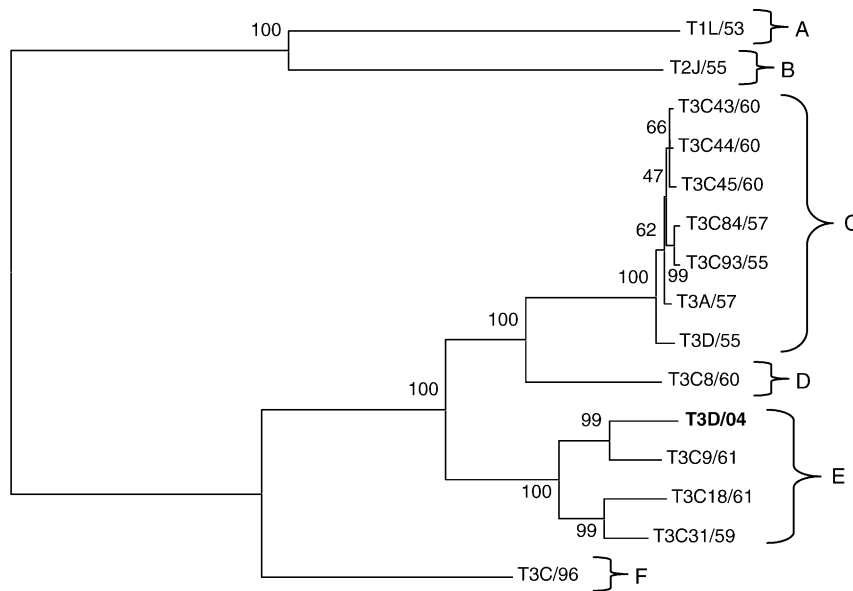 100
T1L/53
A
T2J/55
B
T3C43/60
66
T3C44/60
47
T3C45/60
62
T3C84/57
C
T3C93/55
100
99
T3A/57
100
T3D/55
T3C8/60
D
100
99
T3D/04
T3C9/61
E
100
T3C18/61
99
T3C31/59
T3C/96
F